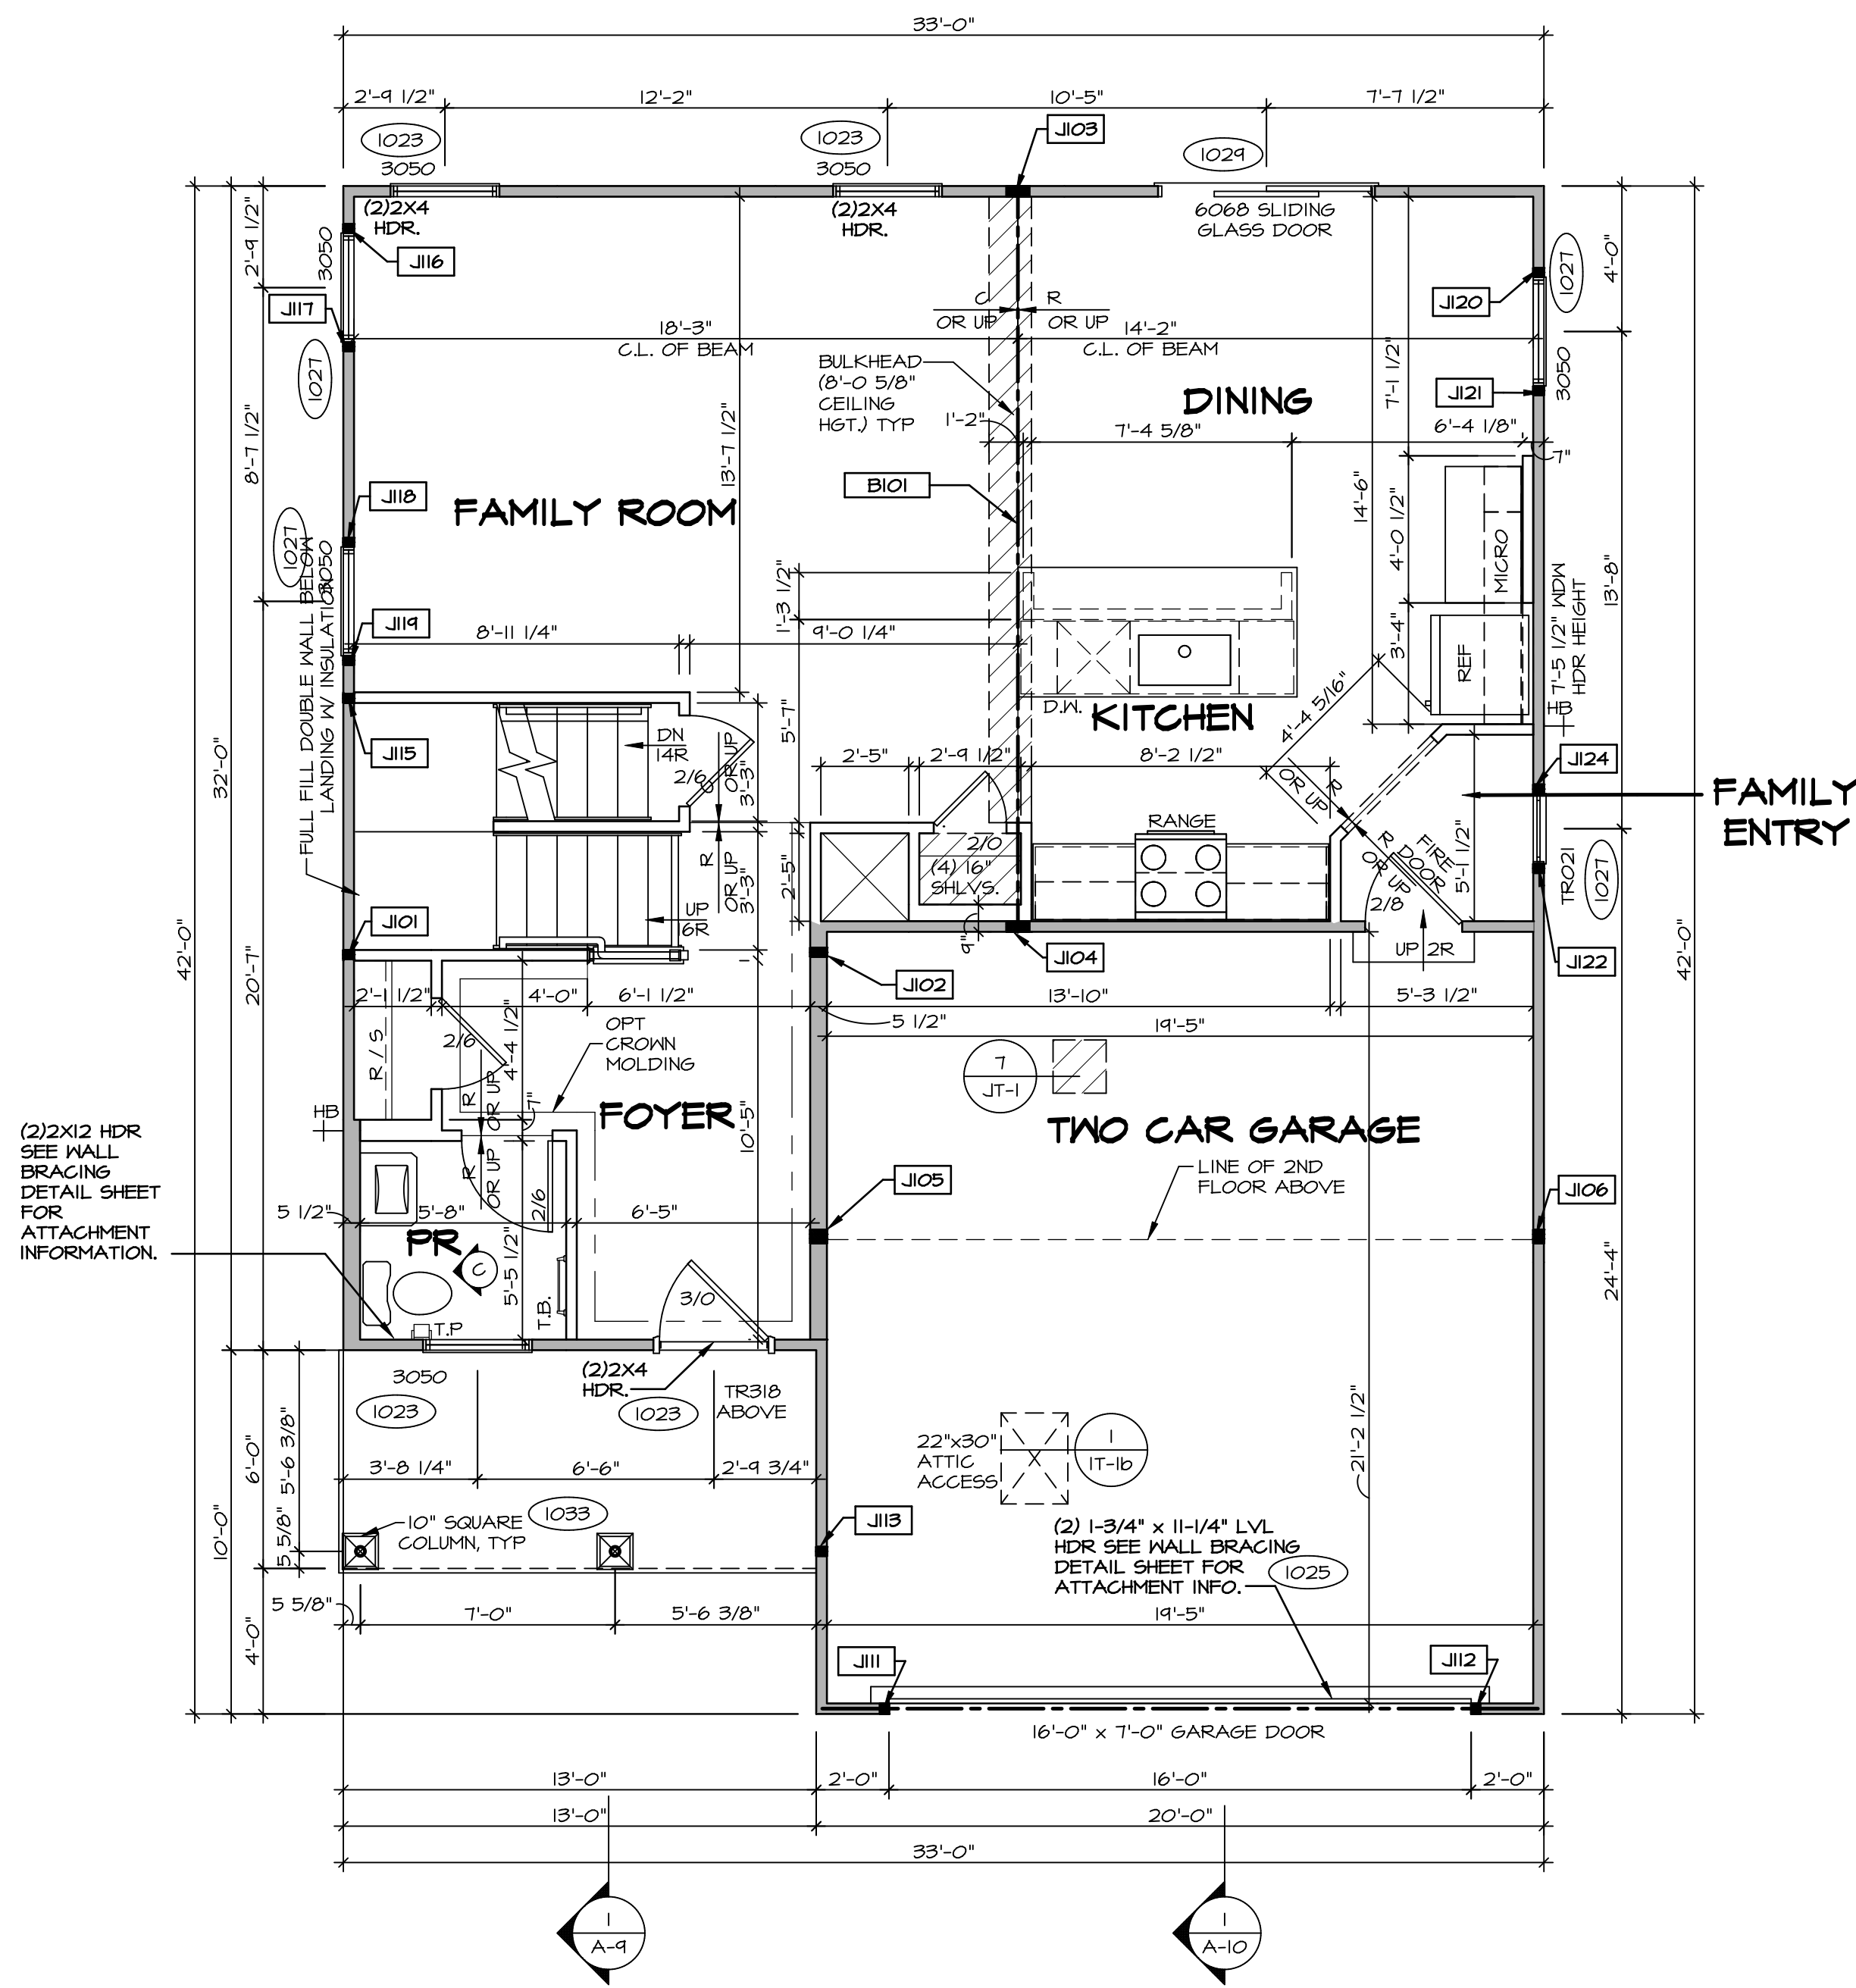 33'-0"
2'-9 1/2"
12'-2"
10'-5"
7'-7 1/2"
1023
1023
1029
J103
3050
3050
(2)2X4
HDR.
(2)2X4
HDR.
6068 SLIDING
GLASS DOOR
2'-9 1/2"
3050
J116
J117
1027
C
OR UP
R
OR UP
J120
1027
4'-0"
18'-3"
C.L. OF BEAM
14'-2"
C.L. OF BEAM
BULKHEAD
(8'-0 5/8"
CEILING
HGT.) TYP
DINING
7'-1 1/2"
J121
3050
8'-7 1/2"
13'-7 1/2"
1'-2"
7'-4 5/8"
6'-4 1/8"
7"
J118
B101
FAMILY ROOM
14'-6"
4'-0 1/2"
MICRO
1027
3050
FULL FILL DOUBLE WALL BELOW
LANDING W/ INSULATION
7'-5 1/2" WDW
HDR HEIGHT
13'-8"
J119
8'-11 1/4"
1'-3 1/2"
9'-0 1/4"
3'-4"
REF
D.W.
KITCHEN
4'-4 5/16"
HB
32'-0"
J115
DN
14R
2/6
C
OR UP
3'-3"
5'-7"
2'-5"
2'-9 1/2"
8'-2 1/2"
R
OR UP
J124
FAMILY
ENTRY
RANGE
2/0
(4) 16"
SHLVS.
R
OR UP
3'-3"
2'-5"
R
OR UP
FIRE
DOOR
5'-1 1/2"
TR021
1027
42'-0"
20'-7"
J101
UP
6R
9"
J104
2/8
UP 2R
J122
42'-0"
J102
2'-1 1/2"
4'-0"
6'-1 1/2"
13'-10"
5'-3 1/2"
5 1/2"
19'-5"
R / S
2/6
4'-4 1/2"
OPT
CROWN
MOLDING
7
JT-1
R
OR UP
7"
HB
FOYER
10'-5"
TWO CAR GARAGE
(2)2X12 HDR
SEE WALL
BRACING
DETAIL SHEET
FOR
ATTACHMENT
INFORMATION.
R
OR UP
2/6
J105
LINE OF 2ND
FLOOR ABOVE
J106
5 1/2"
5'-8"
6'-5"
PR
C
5'-5 1/2"
T.B.
3/0
T.P
24'-4"
3050
1023
(2)2X4
HDR.
1023
TR318
ABOVE
21'-2 1/2"
22"x30"
ATTIC
ACCESS
1
1T-1b
10'-0"
6'-0"
5'-6 3/8"
3'-8 1/4"
6'-6"
2'-9 3/4"
1033
10" SQUARE
COLUMN, TYP
J113
5 5/8"
(2) 1-3/4" x 11-1/4" LVL
HDR SEE WALL BRACING
DETAIL SHEET FOR
ATTACHMENT INFO.
1025
5 5/8"
7'-0"
5'-6 3/8"
19'-5"
4'-0"
J111
J112
16'-0" x 7'-0" GARAGE DOOR
13'-0"
2'-0"
16'-0"
2'-0"
13'-0"
20'-0"
33'-0"
1
A-9
1
A-10